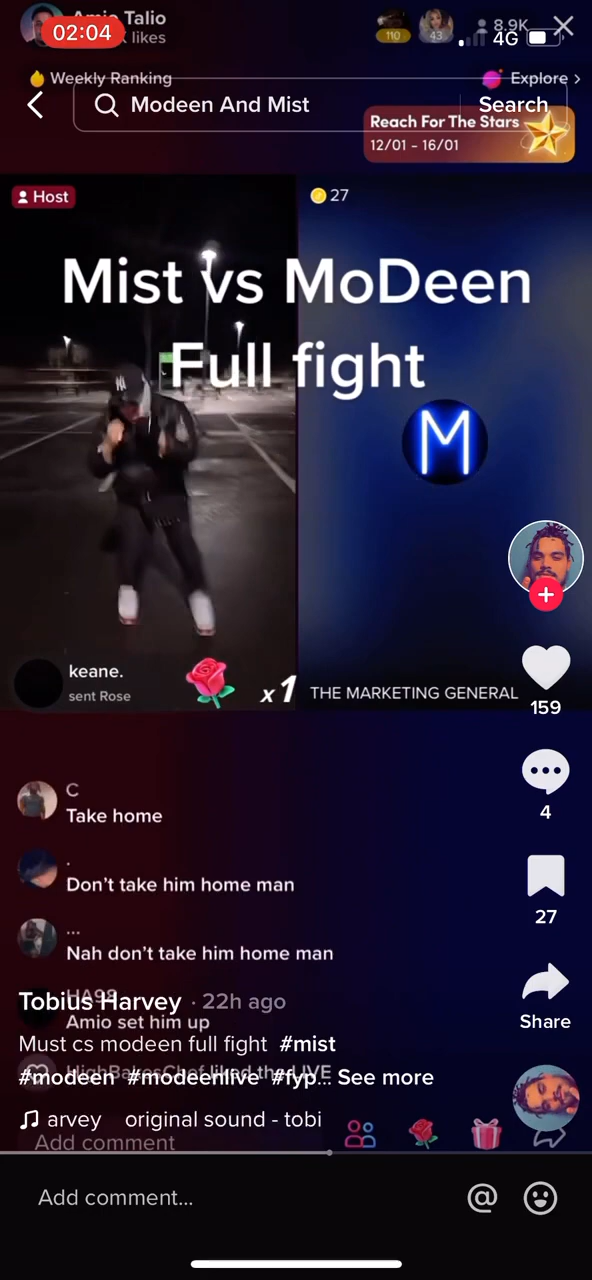 Amio Talio
02:04
likes
110
43
8.9K
4G
Weekly Ranking
Explore >
Modeen And Mist
Search
Reach For The Stars
12/01 - 16/01
Host
27
Mist vs MoDeen
Full fight
M
keane.
sent Rose
x1
THE MARKETING GENERAL
159
4
27
Share
C
Take home
.
Don't take him home man
...
Nah don't take him home man
HA98
Tobius Harvey · 22h ago
Amio set him up
Must cs modeen full fight #mist
#modeen #modeenlive #fyp... See more
liked the LIVE
arvey original sound - tobi
Add comment
Add comment...